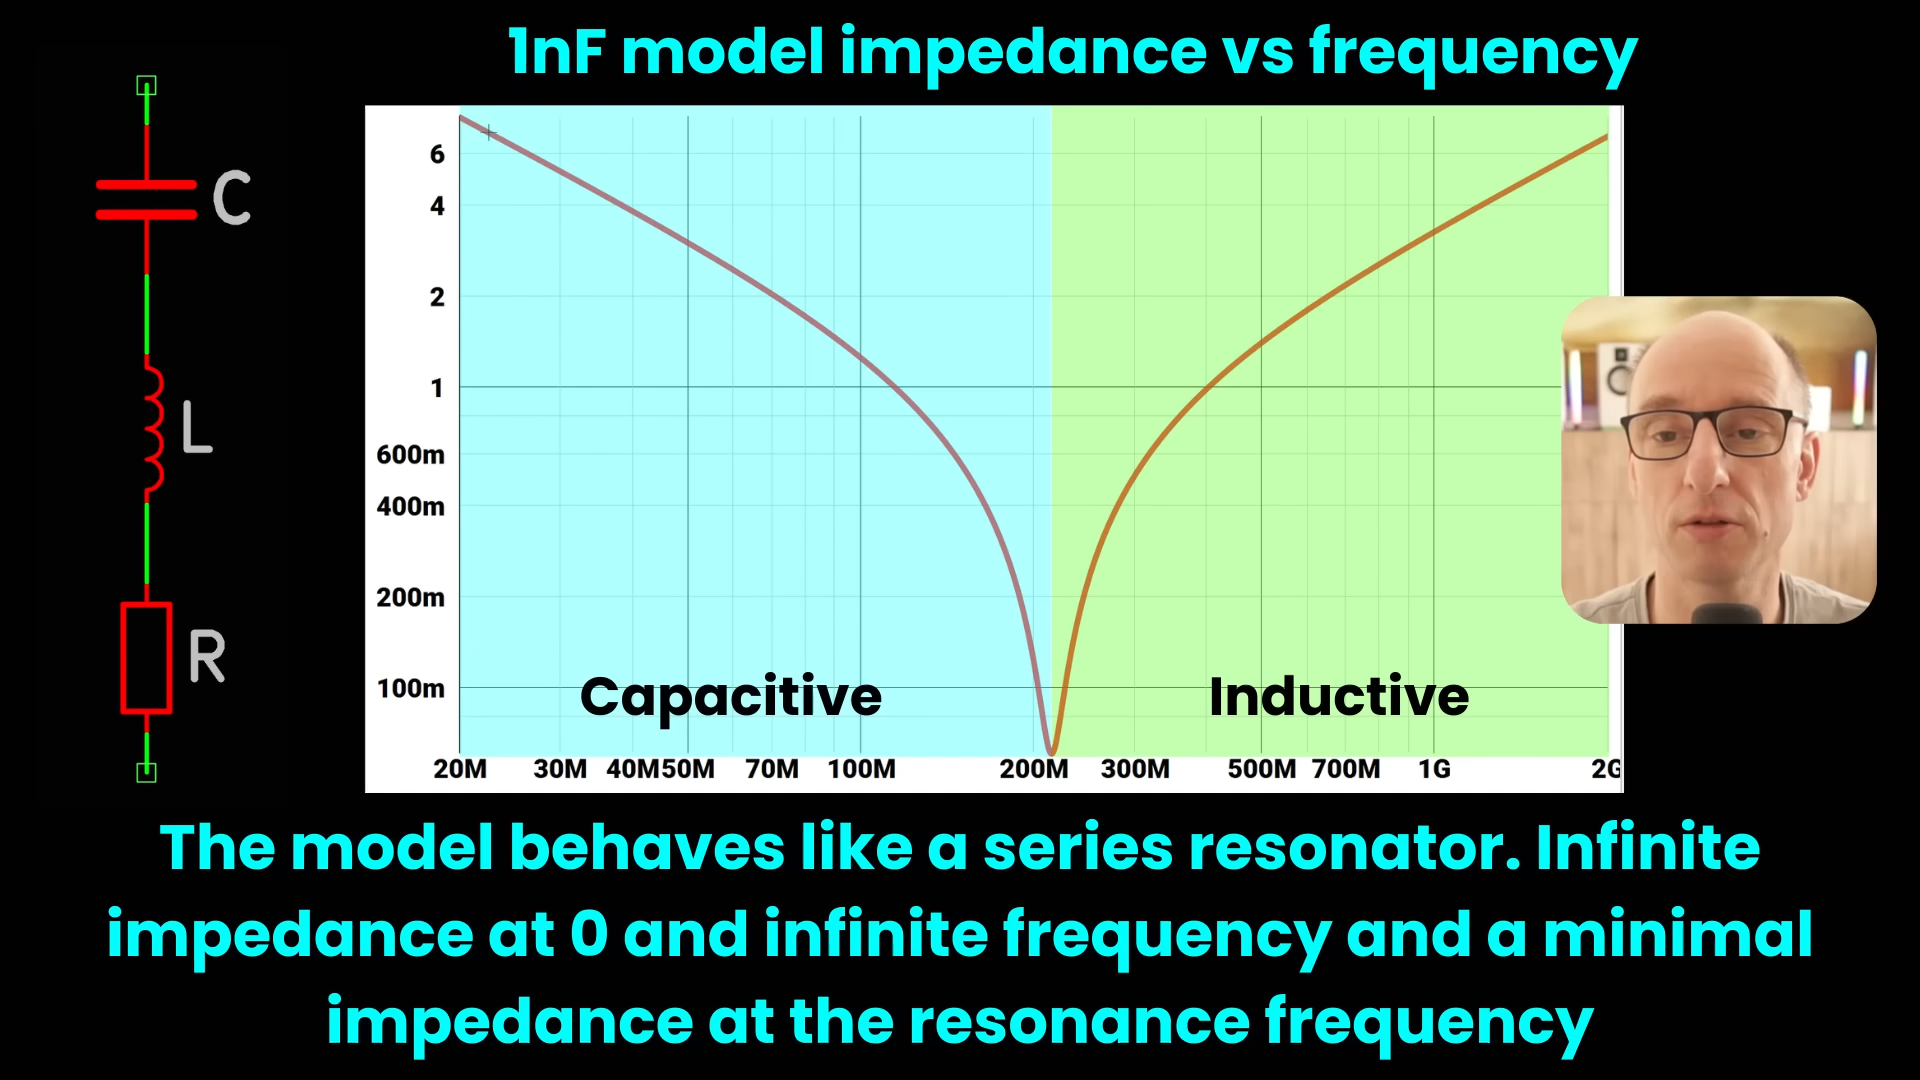 1nF model impedance vs frequency
C
L
R
6
4
2
1
600m
400m
200m
100m
Capacitive
Inductive
20M 30M 40M 50M 70M 100M 200M 300M 500M 700M 1G 2G
The model behaves like a series resonator. Infinite
impedance at 0 and infinite frequency and a minimal
impedance at the resonance frequency